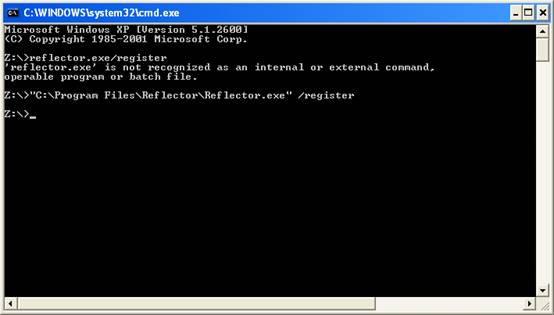 C:\WINDOWS\system32\cmd.exe
Microsoft Windows XP [Version 5.1.2600]
(C) Copyright 1985-2001 Microsoft Corp.
Z:\>reflector.exe/register
'reflector.exe' is not recognized as an internal or external command,
operable program or batch file.
Z:\>"C:\Program Files\Reflector\Reflector.exe" /register
Z:\>_